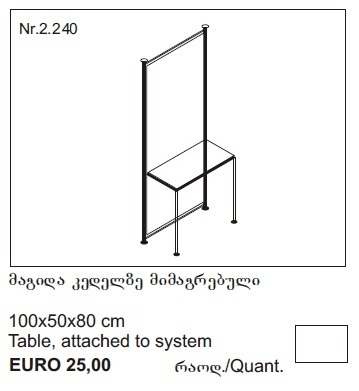 Nr.2.240
მაგიდა კედელზე მიმაგრებული
100x50x80 cm
Table, attached to system
EURO 25,00 რაოდ./Quant.